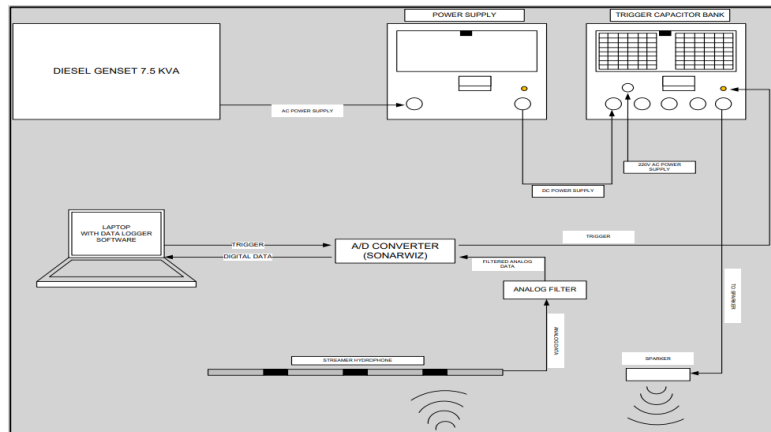 POWER SUPPLY
TRIGGER CAPACITOR BANK
DIESEL GENSET 7.5 KVA
AC POWER SUPPLY
220V AC POWER
SUPPLY
DC POWER SUPPLY
LAPTOP
WITH DATA LOGGER
SOFTWARE
TRIGGER
DIGITAL DATA
A/D CONVERTER
(SONARWIZ)
TRIGGER
FILTERED ANALOG
DATA
ANALOG FILTER
TO SPARKER
ANALOG DATA
STREAMER HYDROPHONE
SPARKER